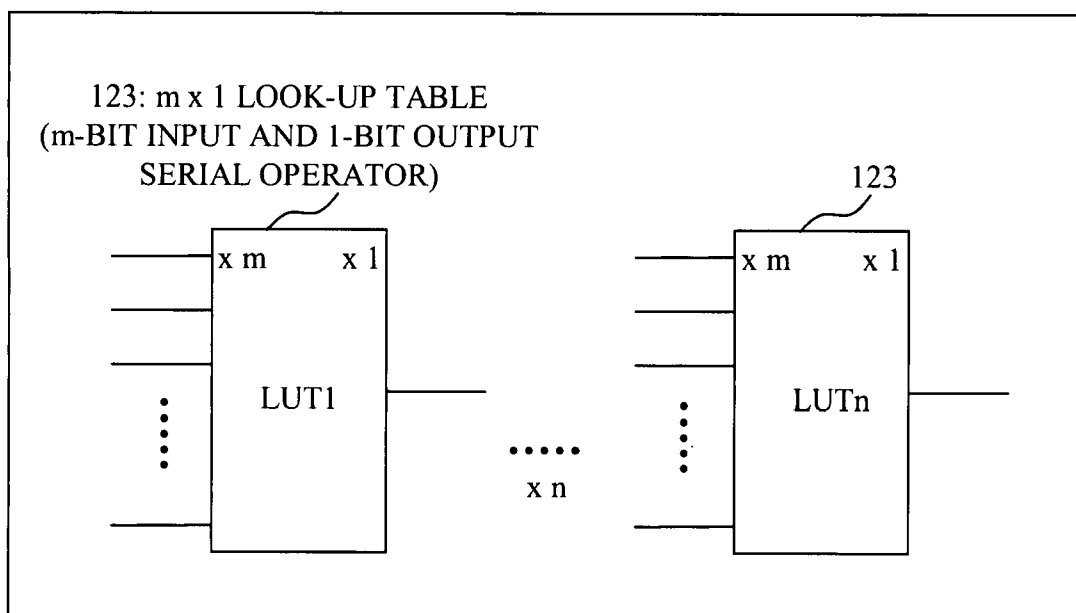 123: m x 1 LOOK-UP TABLE
(m-BIT INPUT AND 1-BIT OUTPUT
SERIAL OPERATOR)
123
x m x 1
x m x 1
LUT1
LUTn
x n